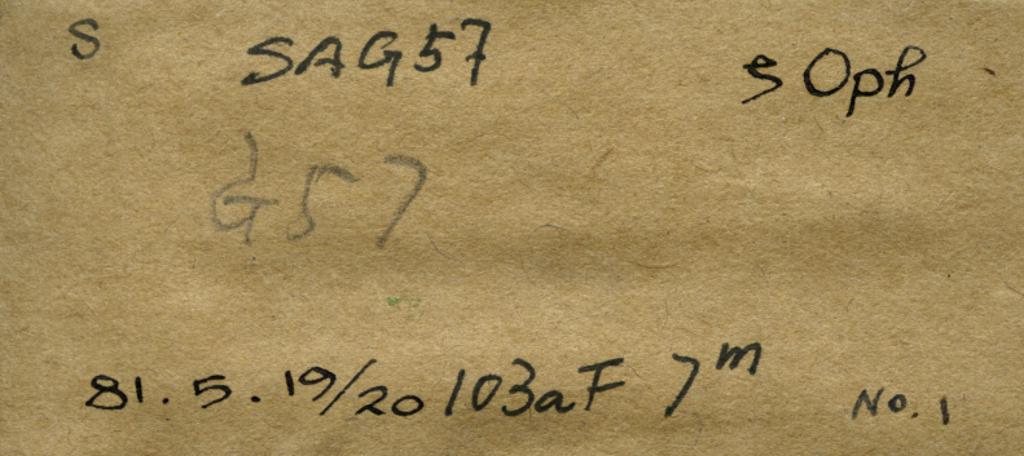 S SAG57 ς Oph
G57
81.5.19/20 103aF 7ᵐ No. 1